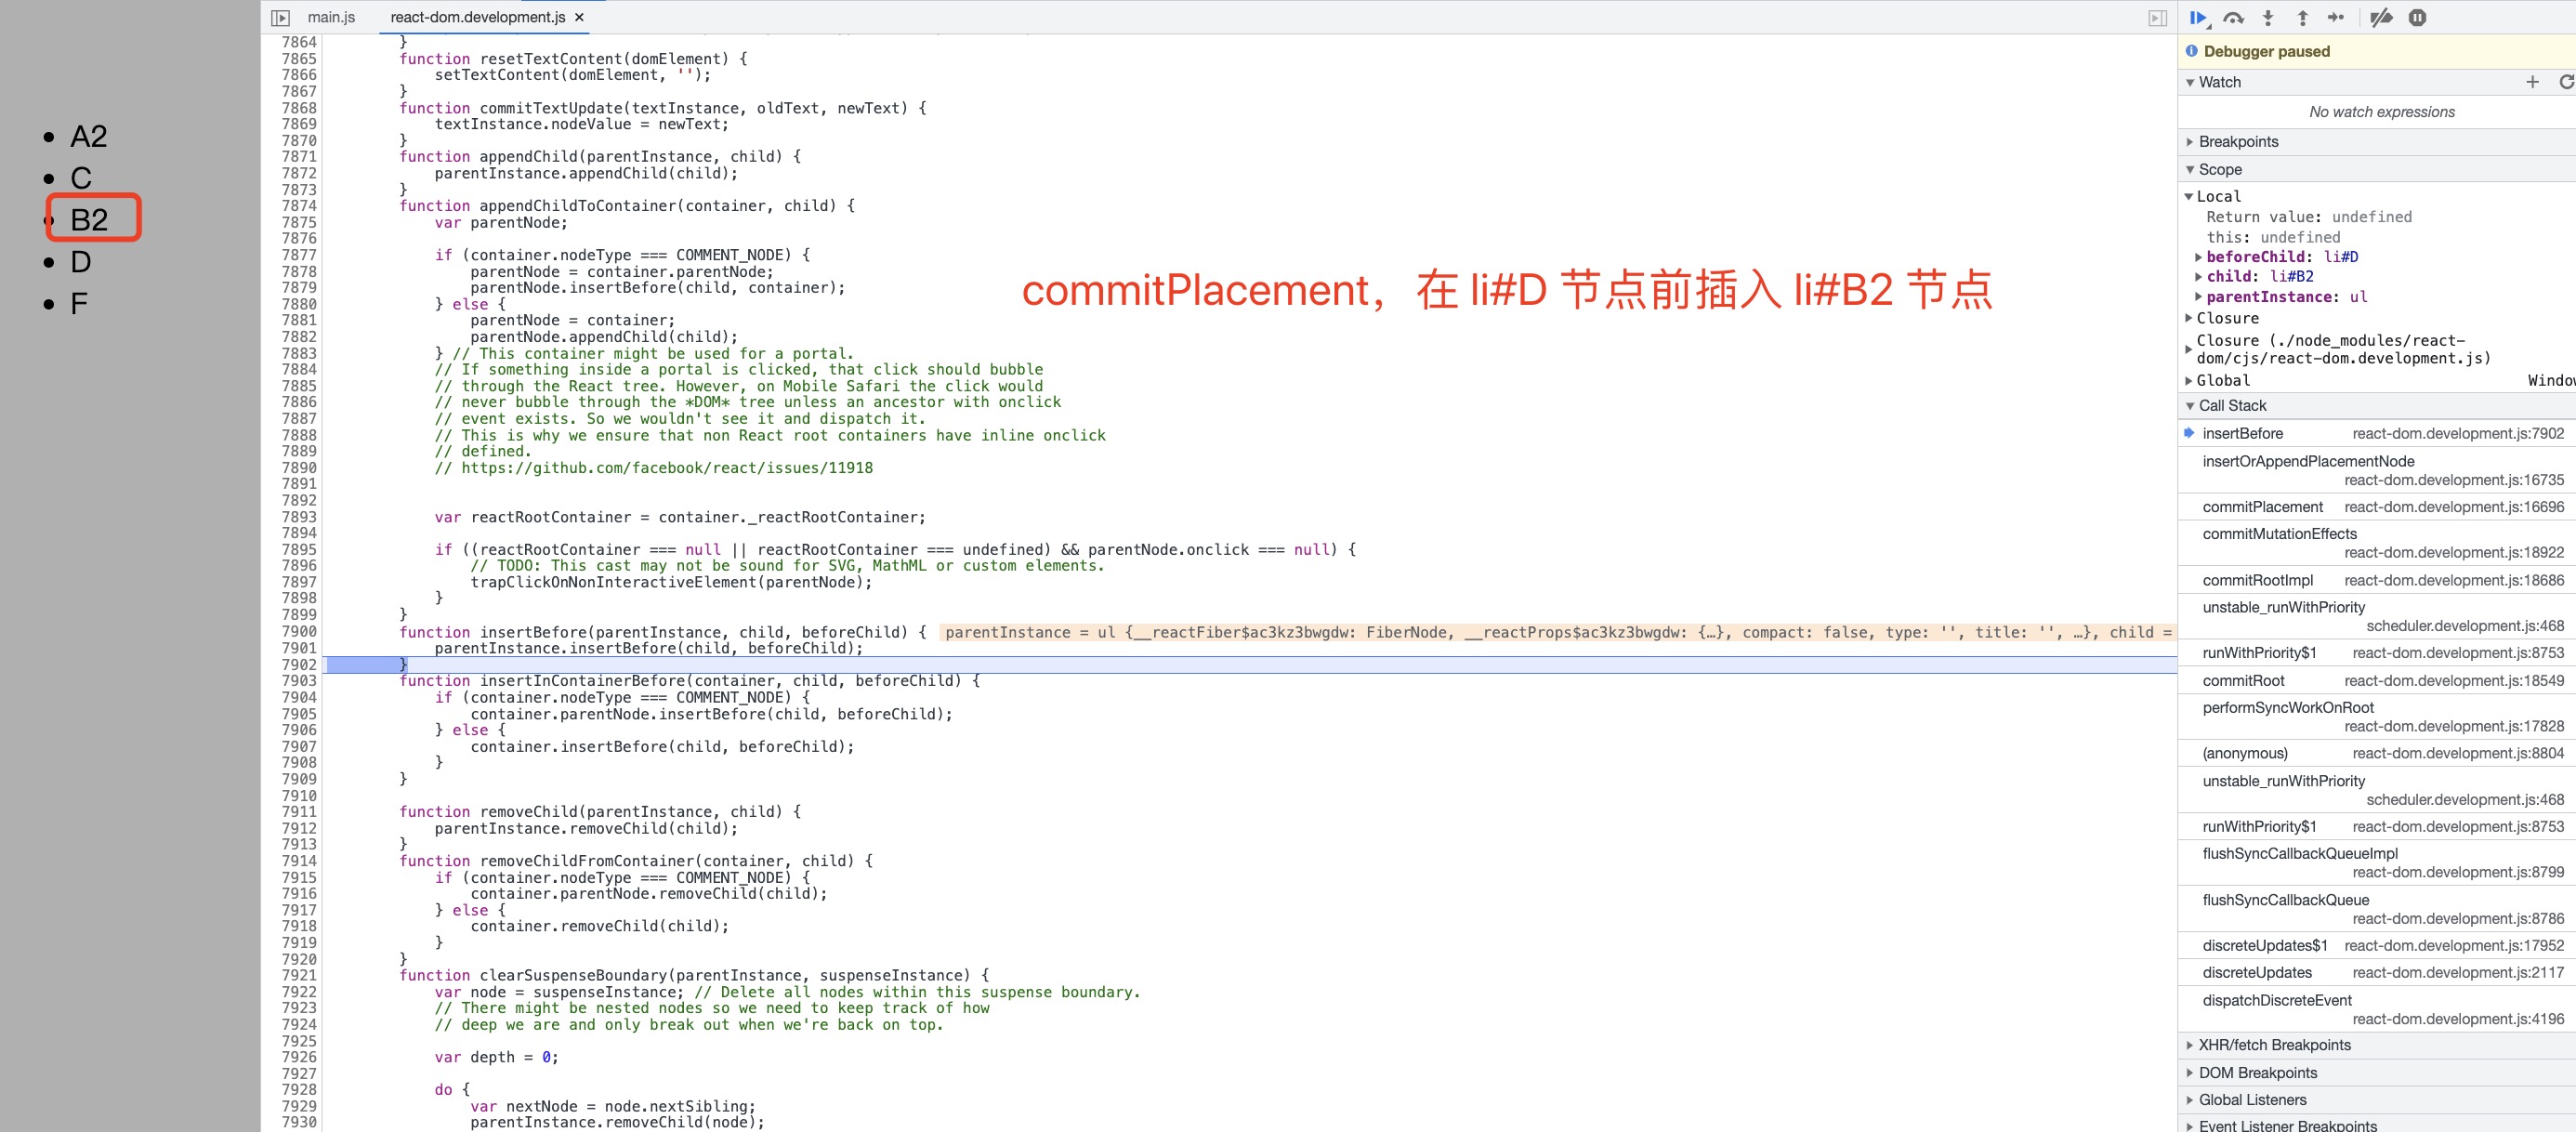 A2
C
B2
D
F
main.js
react-dom.development.js ×
7864 }
7865 function resetTextContent(domElement) {
7866 setTextContent(domElement, '');
7867 }
7868 function commitTextUpdate(textInstance, oldText, newText) {
7869 textInstance.nodeValue = newText;
7870 }
7871 function appendChild(parentInstance, child) {
7872 parentInstance.appendChild(child);
7873 }
7874 function appendChildToContainer(container, child) {
7875 var parentNode;
7876
7877 if (container.nodeType === COMMENT_NODE) {
7878 parentNode = container.parentNode;
7879 parentNode.insertBefore(child, container);
7880 } else {
7881 parentNode = container;
7882 parentNode.appendChild(child);
7883 } // This container might be used for a portal.
7884 // If something inside a portal is clicked, that click should bubble
7885 // through the React tree. However, on Mobile Safari the click would
7886 // never bubble through the *DOM* tree unless an ancestor with onclick
7887 // event exists. So we wouldn't see it and dispatch it.
7888 // This is why we ensure that non React root containers have inline onclick
7889 // defined.
7890 // https://github.com/facebook/react/issues/11918
7891
7892
7893 var reactRootContainer = container._reactRootContainer;
7894
7895 if ((reactRootContainer === null || reactRootContainer === undefined) && parentNode.onclick === null) {
7896 // TODO: This cast may not be sound for SVG, MathML or custom elements.
7897 trapClickOnNonInteractiveElement(parentNode);
7898 }
7899 }
7900 function insertBefore(parentInstance, child, beforeChild) { parentInstance = ul {__reactFiber$ac3kz3bwgdw: FiberNode, __reactProps$ac3kz3bwgdw: {…}, compact: false, type: '', title: '', …}, child =
7901 parentInstance.insertBefore(child, beforeChild);
7902 }
7903 function insertInContainerBefore(container, child, beforeChild) {
7904 if (container.nodeType === COMMENT_NODE) {
7905 container.parentNode.insertBefore(child, beforeChild);
7906 } else {
7907 container.insertBefore(child, beforeChild);
7908 }
7909 }
7910
7911 function removeChild(parentInstance, child) {
7912 parentInstance.removeChild(child);
7913 }
7914 function removeChildFromContainer(container, child) {
7915 if (container.nodeType === COMMENT_NODE) {
7916 container.parentNode.removeChild(child);
7917 } else {
7918 container.removeChild(child);
7919 }
7920 }
7921 function clearSuspenseBoundary(parentInstance, suspenseInstance) {
7922 var node = suspenseInstance; // Delete all nodes within this suspense boundary.
7923 // There might be nested nodes so we need to keep track of how
7924 // deep we are and only break out when we're back on top.
7925
7926 var depth = 0;
7927
7928 do {
7929 var nextNode = node.nextSibling;
7930 parentInstance.removeChild(node);
commitPlacement，在 li#D 节点前插入 li#B2 节点
Debugger paused
Watch
No watch expressions
Breakpoints
Scope
Local
Return value: undefined
this: undefined
beforeChild: li#D
child: li#B2
parentInstance: ul
Closure
Closure (./node_modules/react-
dom/cjs/react-dom.development.js)
Global Window
Call Stack
insertBefore react-dom.development.js:7902
insertOrAppendPlacementNode
react-dom.development.js:16735
commitPlacement react-dom.development.js:16696
commitMutationEffects
react-dom.development.js:18922
commitRootImpl react-dom.development.js:18686
unstable_runWithPriority
scheduler.development.js:468
runWithPriority$1 react-dom.development.js:8753
commitRoot react-dom.development.js:18549
performSyncWorkOnRoot
react-dom.development.js:17828
(anonymous) react-dom.development.js:8804
unstable_runWithPriority
scheduler.development.js:468
runWithPriority$1 react-dom.development.js:8753
flushSyncCallbackQueueImpl
react-dom.development.js:8799
flushSyncCallbackQueue
react-dom.development.js:8786
discreteUpdates$1 react-dom.development.js:17952
discreteUpdates react-dom.development.js:2117
dispatchDiscreteEvent
react-dom.development.js:4196
XHR/fetch Breakpoints
DOM Breakpoints
Global Listeners
Event Listener Breakpoints